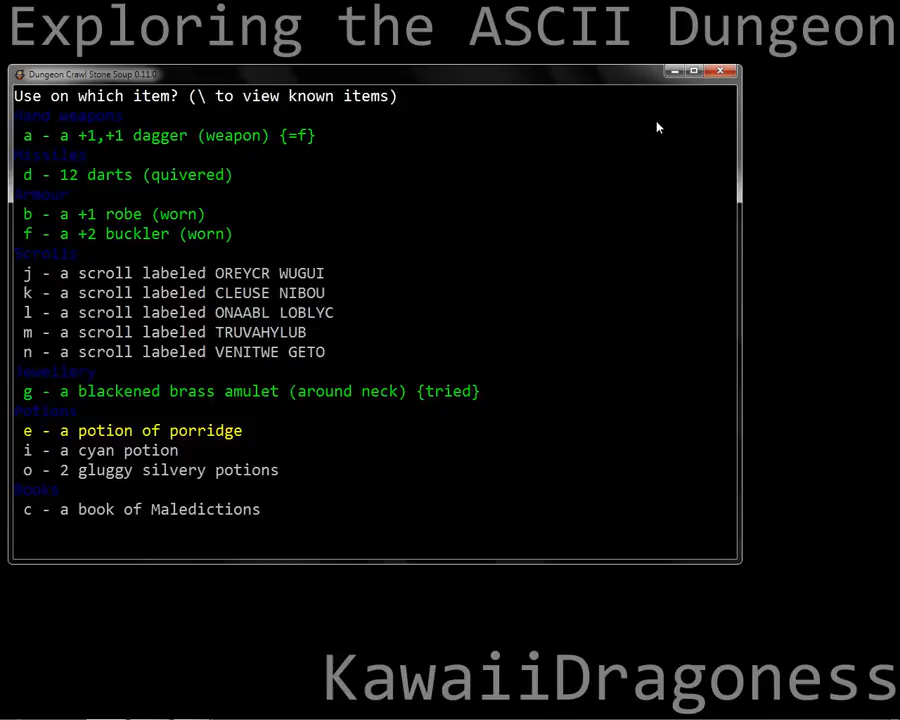 Exploring the ASCII Dungeon
Dungeon Crawl Stone Soup 0.11.0
Use on which item? (\ to view known items)
Hand weapons
a - a +1,+1 dagger (weapon) {=f}
Missiles
d - 12 darts (quivered)
Armour
b - a +1 robe (worn)
f - a +2 buckler (worn)
Scrolls
j - a scroll labeled OREYCR WUGUI
k - a scroll labeled CLEUSE NIBOU
l - a scroll labeled ONAABL LOBLYC
m - a scroll labeled TRUVAHYLUB
n - a scroll labeled VENITWE GETO
Jewellery
g - a blackened brass amulet (around neck) {tried}
Potions
e - a potion of porridge
i - a cyan potion
o - 2 gluggy silvery potions
Books
c - a book of Maledictions
KawaiiDragoness